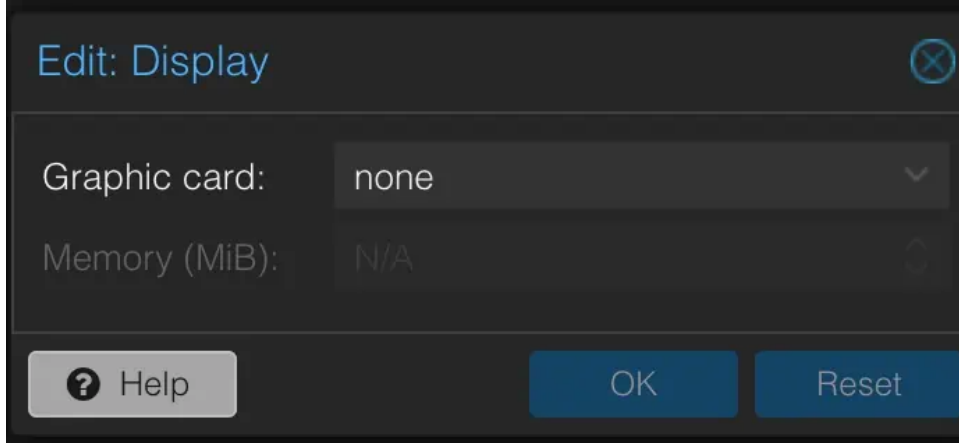 Edit: Display
Graphic card: none
Memory (MiB): N/A
Help OK Reset